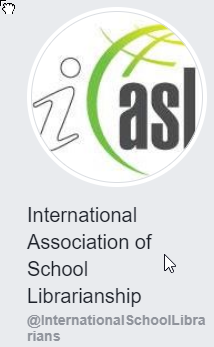 iasl
International
Association of
School
Librarianship
@InternationalSchoolLibra
rians